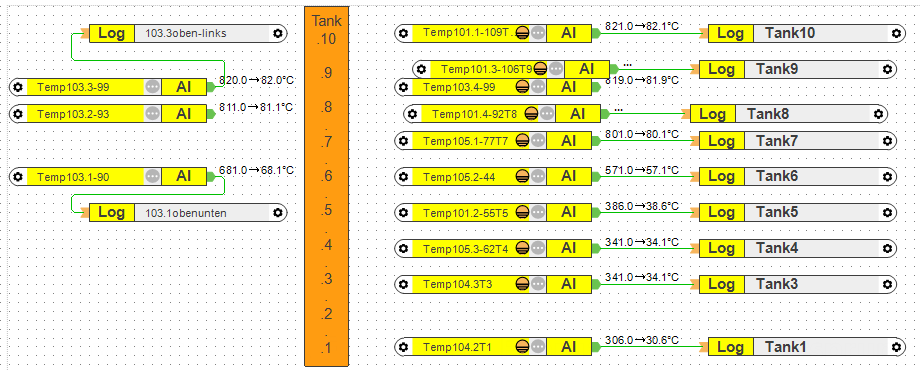 Log 103.3oben-links
Temp103.3-99 AI 820.0→82.0°C
Temp103.2-93 AI 811.0→81.1°C
Temp103.1-90 AI 681.0→68.1°C
Log 103.1obenunten
Tank
.10
.
.9
.
.8
.
.7
.
.6
.
.5
.
.4
.
.3
.
.2
.
.1
Temp101.1-109T... AI 821.0→82.1°C Log Tank10
Temp101.3-106T9 AI ... Log Tank9
Temp103.4-99 AI 819.0→81.9°C
Temp101.4-92T8 AI ... Log Tank8
Temp105.1-77T7 AI 801.0→80.1°C Log Tank7
Temp105.2-44 AI 571.0→57.1°C Log Tank6
Temp101.2-55T5 AI 386.0→38.6°C Log Tank5
Temp105.3-62T4 AI 341.0→34.1°C Log Tank4
Temp104.3T3 AI 341.0→34.1°C Log Tank3
Temp104.2T1 AI 306.0→30.6°C Log Tank1